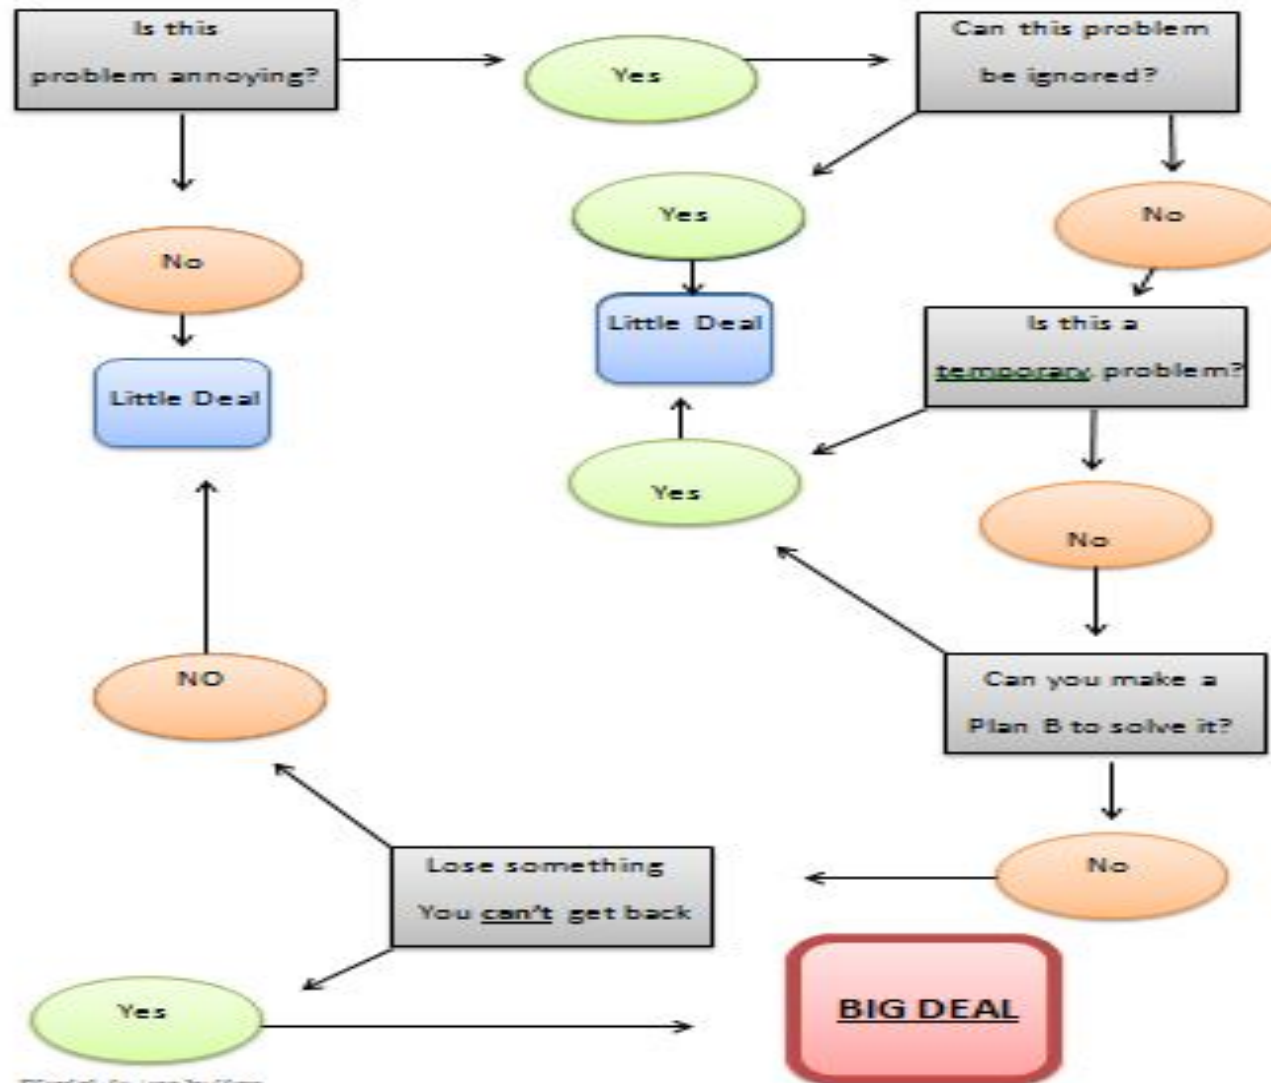 Is this
problem annoying?
Yes
Can this problem
be ignored?
Yes
No
No
Little Deal
Is this a
temporary problem?
Little Deal
Yes
No
NO
Can you make a
Plan B to solve it?
Lose something
You can't get back
No
Yes
BIG DEAL